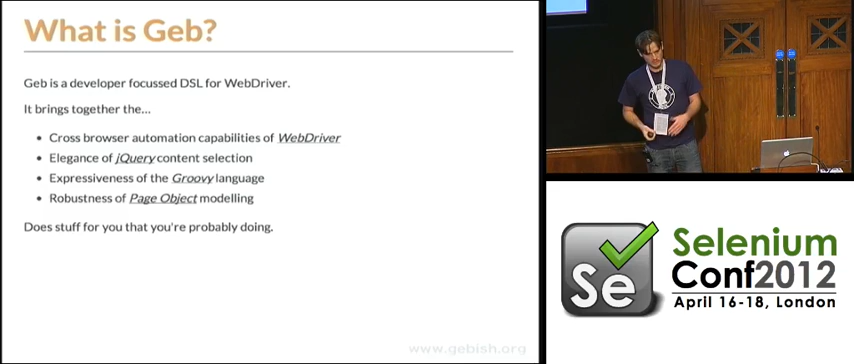 What is Geb?
Geb is a developer focussed DSL for WebDriver.
It brings together the...
• Cross browser automation capabilities of WebDriver
• Elegance of jQuery content selection
• Expressiveness of the Groovy language
• Robustness of Page Object modelling
Does stuff for you that you're probably doing.
www.gebish.org
Se
Selenium
Conf2012
April 16-18, London